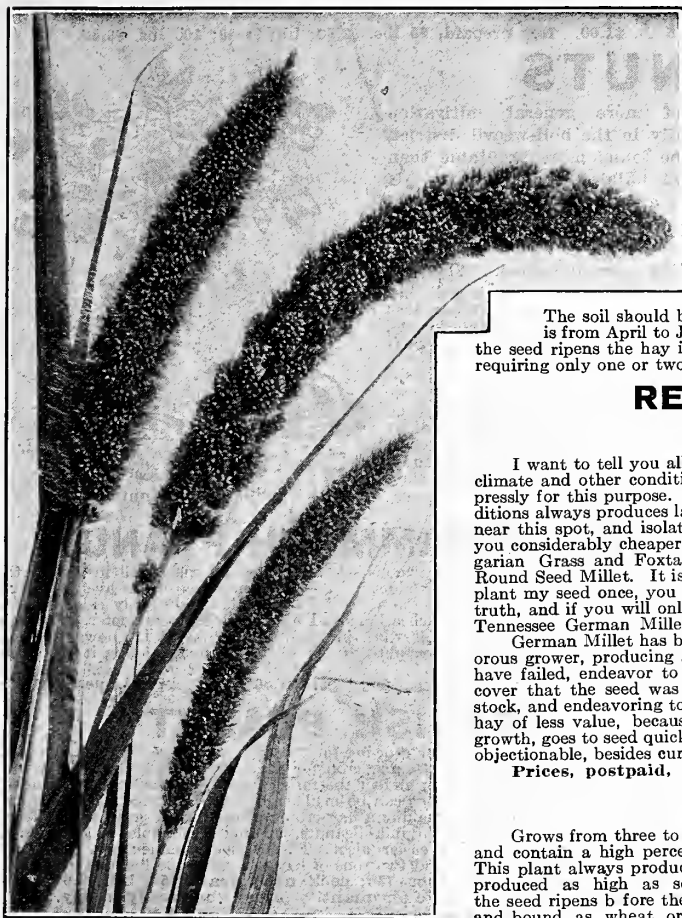 The soil should b
is from April to J
the seed ripens the hay i
requiring only one or two
RE
I want to tell you all
climate and other conditi
pressly for this purpose.
ditions always produces la
near this spot, and isolat
you considerably cheaper
garian Grass and Foxta
Round Seed Millet. It is
plant my seed once, you
truth, and if you will onl
Tennessee German Mille
German Millet has b
orous grower, producing
have failed, endeavor to
cover that the seed was
stock, and endeavoring to
hay of less value, becaus
growth, goes to seed quick
objectionable, besides cur
Prices, postpaid,
Grows from three to
and contain a high perce
This plant always produc
produced as high as s
the seed ripens b fore the
and bound as wheat or